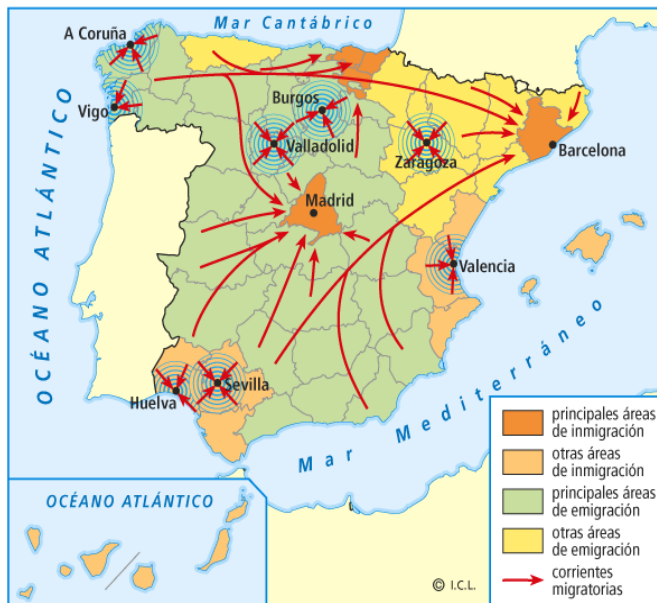 Mar Cantábrico
A Coruña
Vigo
Burgos
Valladolid
Zaragoza
Barcelona
Madrid
Valencia
Sevilla
Huelva
OCÉANO ATLÁNTICO
Mar Mediterráneo
OCÉANO ATLÁNTICO
principales áreas
de inmigración
otras áreas
de inmigración
principales áreas
de emigración
otras áreas
de emigración
corrientes
migratorias
© I.C.L.